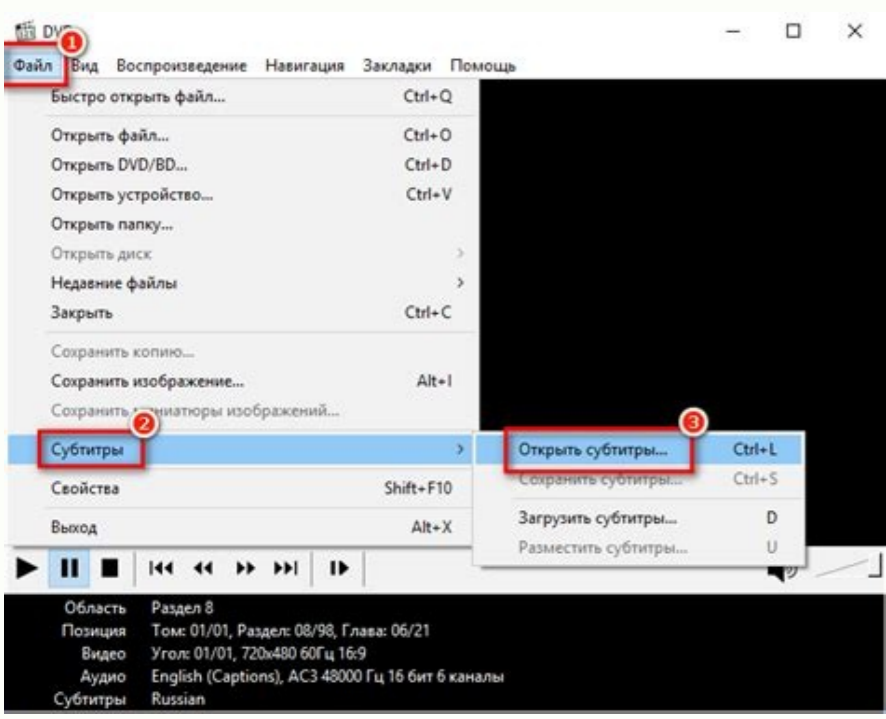 DVD
1
Файл Вид Воспроизведение Навигация Закладки Помощь
Быстро открыть файл... Ctrl+Q
Открыть файл... Ctrl+O
Открыть DVD/BD... Ctrl+D
Открыть устройство... Ctrl+V
Открыть папку...
Открыть диск
Недавние файлы
Закрыть Ctrl+C
Сохранить копию...
Сохранить изображение... Alt+I
Сохранить миниатюры изображений...
2
3
Субтитры
Открыть субтитры... Ctrl+L
Свойства Shift+F10
Сохранить субтитры... Ctrl+S
Выход Alt+X
Загрузить субтитры... D
Разместить субтитры... U
Область Раздел 8
Позиция Том: 01/01, Раздел: 08/98, Глава: 06/21
Видео Угол: 01/01, 720x480 60Гц 16:9
Аудио English (Captions), AC3 48000 Гц 16 бит 6 каналы
Субтитры Russian